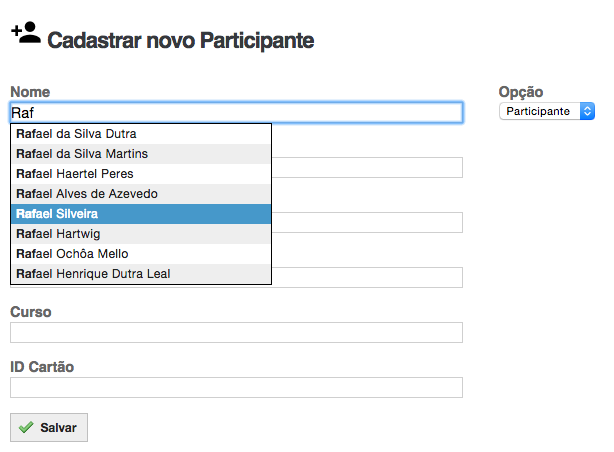 Cadastrar novo Participante
Nome
Opção
Raf
Participante
Rafael da Silva Dutra
Rafael da Silva Martins
Rafael Haertel Peres
Rafael Alves de Azevedo
Rafael Silveira
Rafael Hartwig
Rafael Ochôa Mello
Rafael Henrique Dutra Leal
Curso
ID Cartão
Salvar